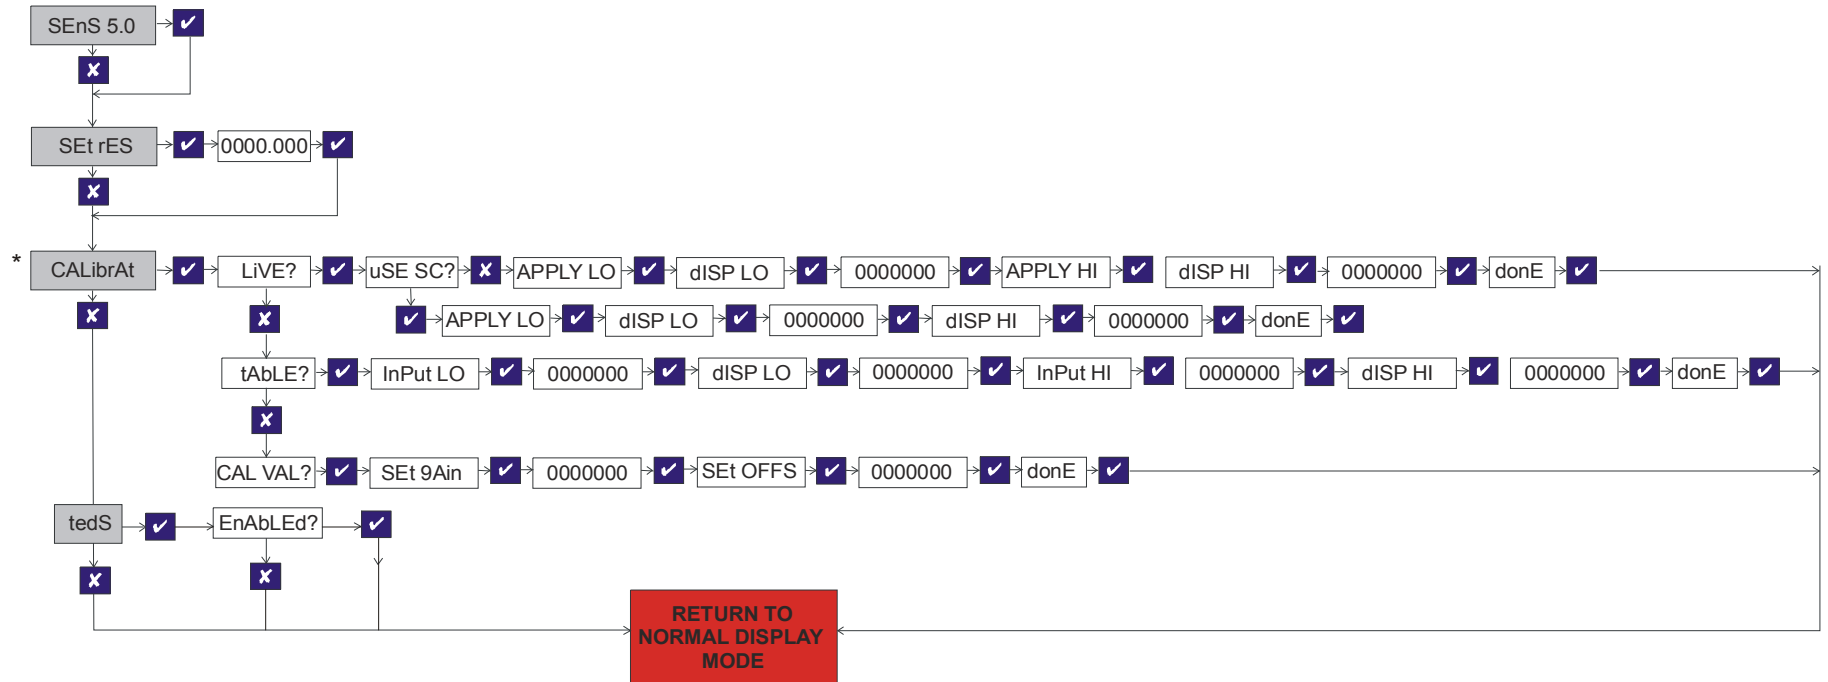 SEnS 5.0 ✔
✘
SEt rES ✔ 0000.000 ✔
✘
* CALibrAt ✔ LiVE? ✔ uSE SC? ✘ APPLY LO ✔ dISP LO ✔ 0000000 ✔ APPLY HI ✔ dISP HI ✔ 0000000 ✔ donE ✔
✘ ✘ ✔ APPLY LO ✔ dISP LO ✔ 0000000 ✔ dISP HI ✔ 0000000 ✔ donE ✔
tAbLE? ✔ InPut LO ✔ 0000000 ✔ dISP LO ✔ 0000000 ✔ InPut HI ✔ 0000000 ✔ dISP HI ✔ 0000000 ✔ donE ✔
✘
CAL VAL? ✔ SEt 9Ain ✔ 0000000 ✔ SEt OFFS ✔ 0000000 ✔ donE ✔
tedS ✔ EnAbLEd? ✔
✘ ✘
RETURN TO
NORMAL DISPLAY
MODE